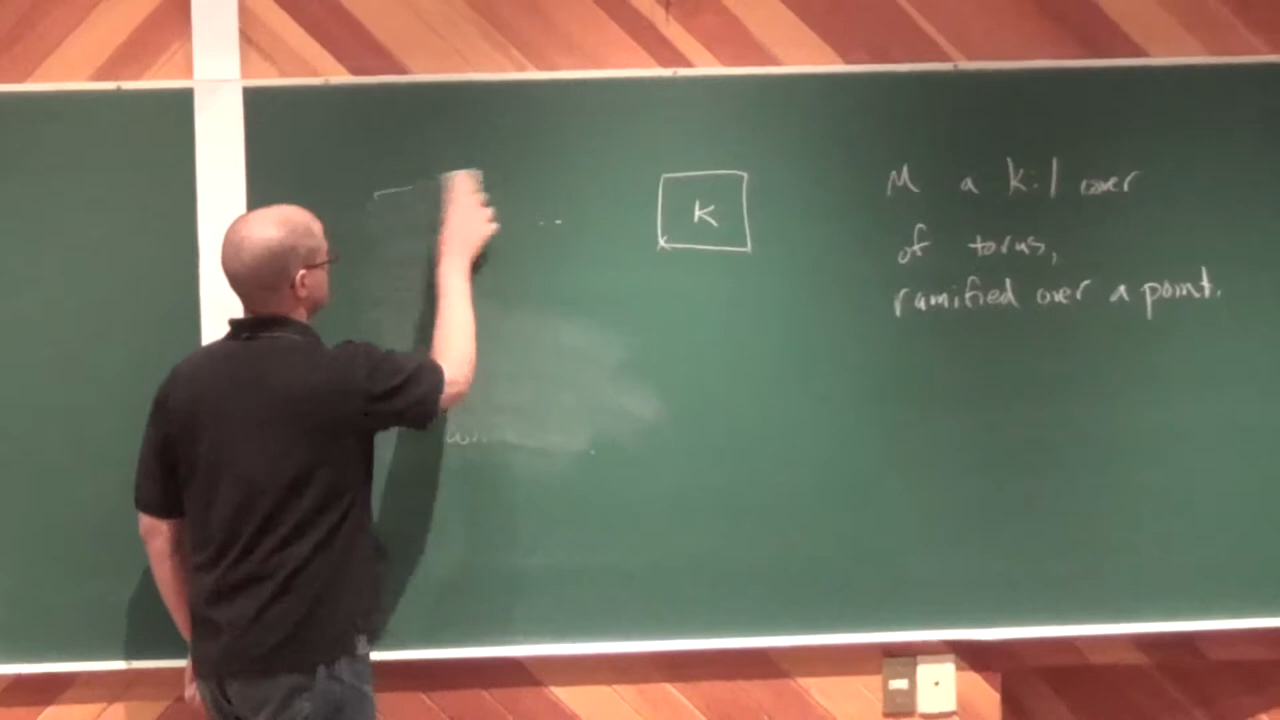 K
M a k:1 cover
of torus,
ramified over a point.